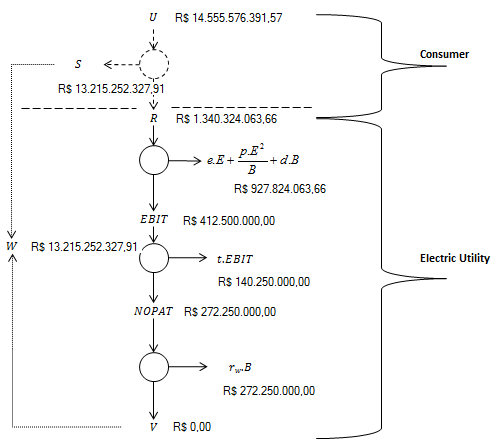 U R$ 14.555.576.391,57
Consumer
S
R$ 13.215.252.327,91
R R$ 1.340.324.063,66
e.E + p.E²/B + d.B
R$ 927.824.063,66
EBIT R$ 412.500.000,00
W R$ 13.215.252.327,91
t.EBIT
Electric Utility
R$ 140.250.000,00
NOPAT R$ 272.250.000,00
r_w.B
R$ 272.250.000,00
V R$ 0,00